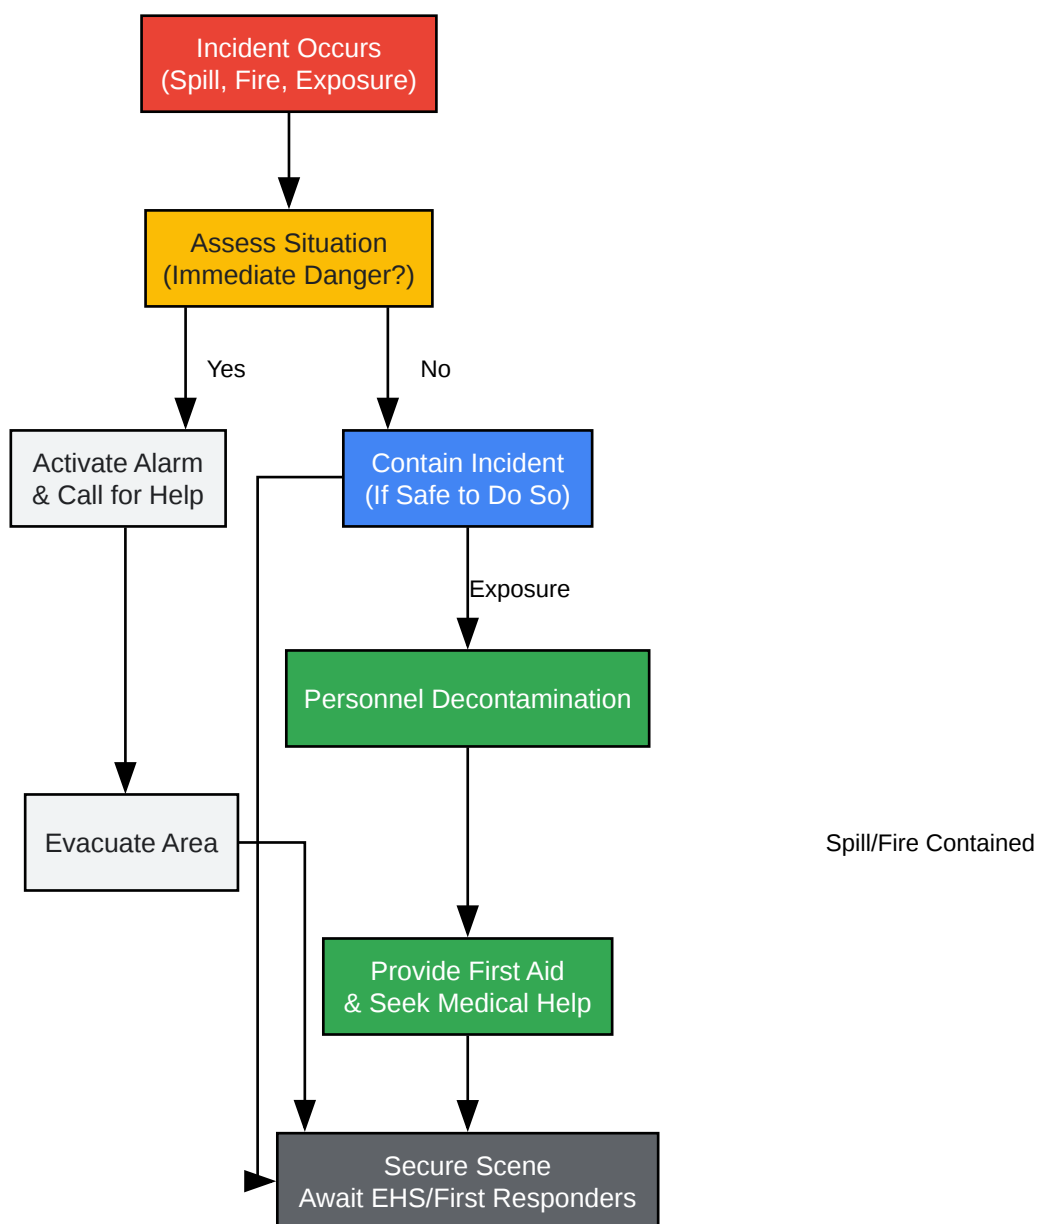 Incident Occurs
(Spill, Fire, Exposure)
Assess Situation
(Immediate Danger?)
Yes
No
Activate Alarm
& Call for Help
Contain Incident
(If Safe to Do So)
Exposure
Personnel Decontamination
Evacuate Area
Spill/Fire Contained
Provide First Aid
& Seek Medical Help
Secure Scene
Await EHS/First Responders